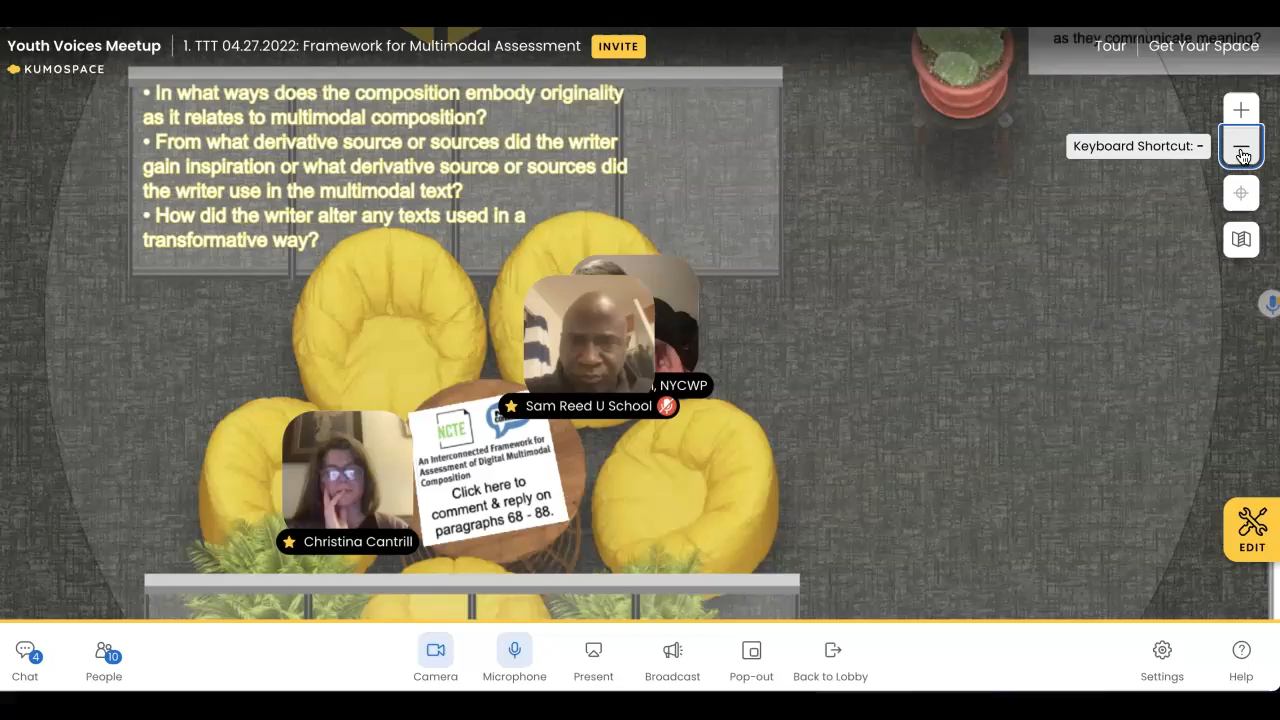 Youth Voices Meetup
1. TTT 04.27.2022: Framework for Multimodal Assessment
INVITE
as they communicate meaning?
Tour
Get Your Space
KUMOSPACE
• In what ways does the composition embody originality
as it relates to multimodal composition?
• From what derivative source or sources did the writer
gain inspiration or what derivative source or sources did
the writer use in the multimodal text?
• How did the writer alter any texts used in a
transformative way?
Keyboard Shortcut: -
, NYCWP
Sam Reed U School
NCTE
An Interconnected Framework for
Assessment of Digital Multimodal
Composition
Click here to
comment & reply on
paragraphs 68 - 88.
Christina Cantrill
EDIT
4
10
Chat
People
Camera
Microphone
Present
Broadcast
Pop-out
Back to Lobby
Settings
Help